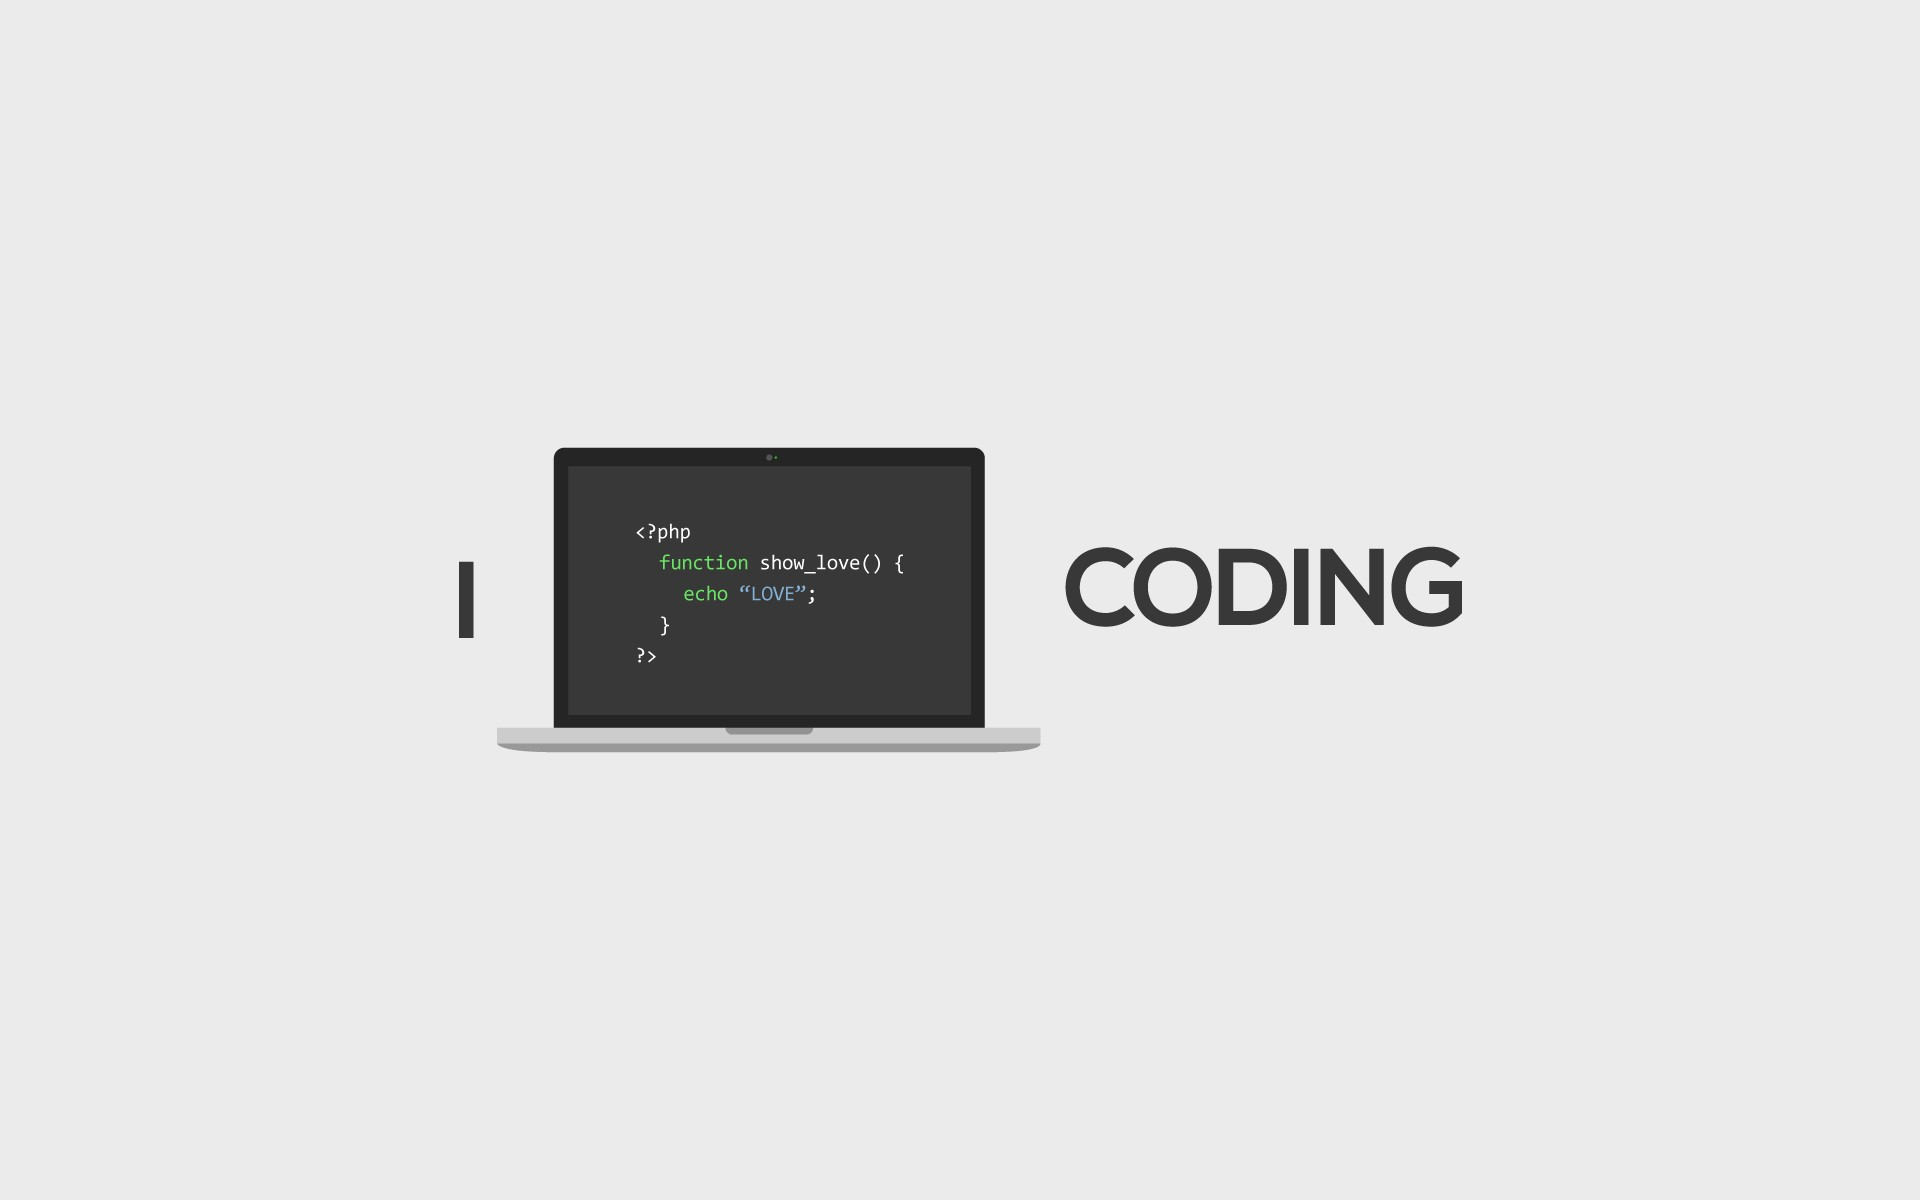 I
<?php
function show_love() {
echo “LOVE”;
}
?>
CODING